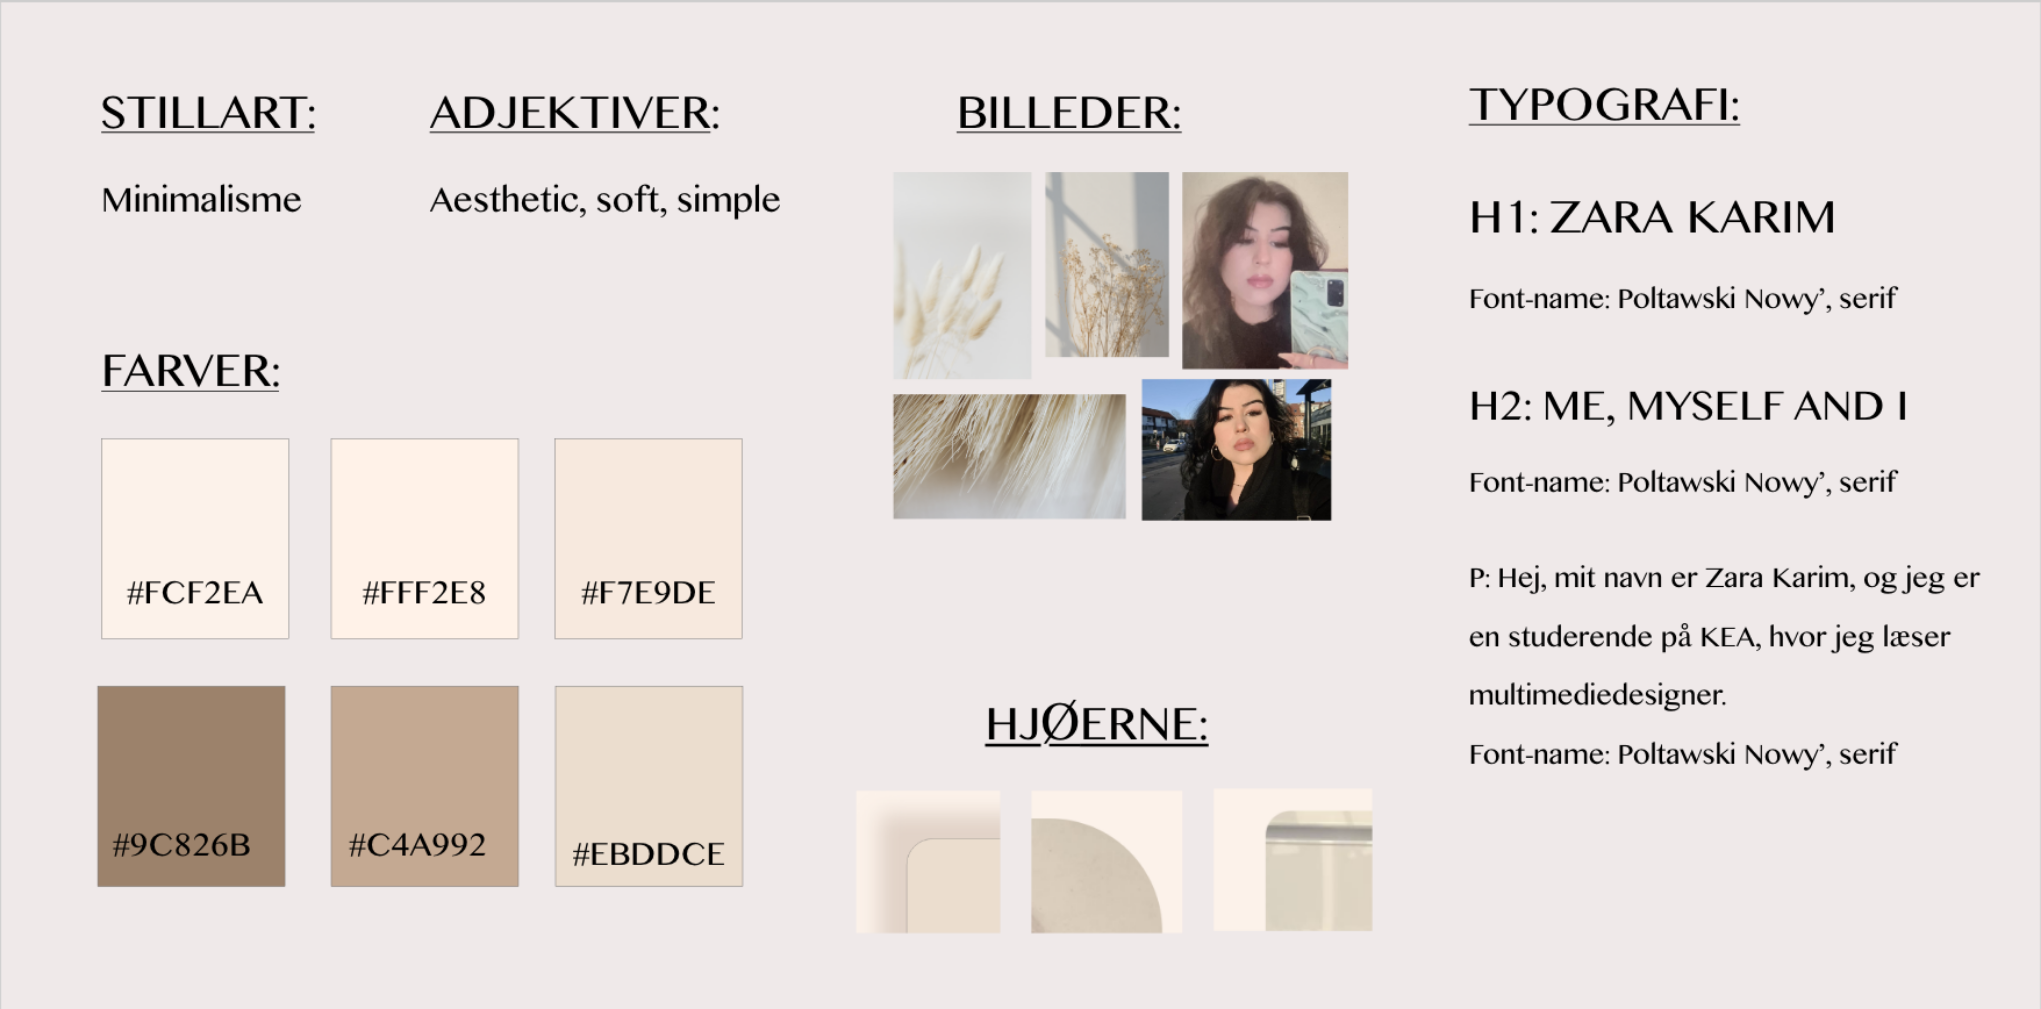 STILLART:
Minimalisme
ADJEKTIVER:
Aesthetic, soft, simple
FARVER:
#FCF2EA
#FFF2E8
#F7E9DE
#9C826B
#C4A992
#EBDDCE
BILLEDER:
HJØERNE:
TYPOGRAFI:
H1: ZARA KARIM
Font-name: Poltawski Nowy’, serif
H2: ME, MYSELF AND I
Font-name: Poltawski Nowy’, serif
P: Hej, mit navn er Zara Karim, og jeg er
en studerende på KEA, hvor jeg læser
multimediedesigner.
Font-name: Poltawski Nowy’, serif